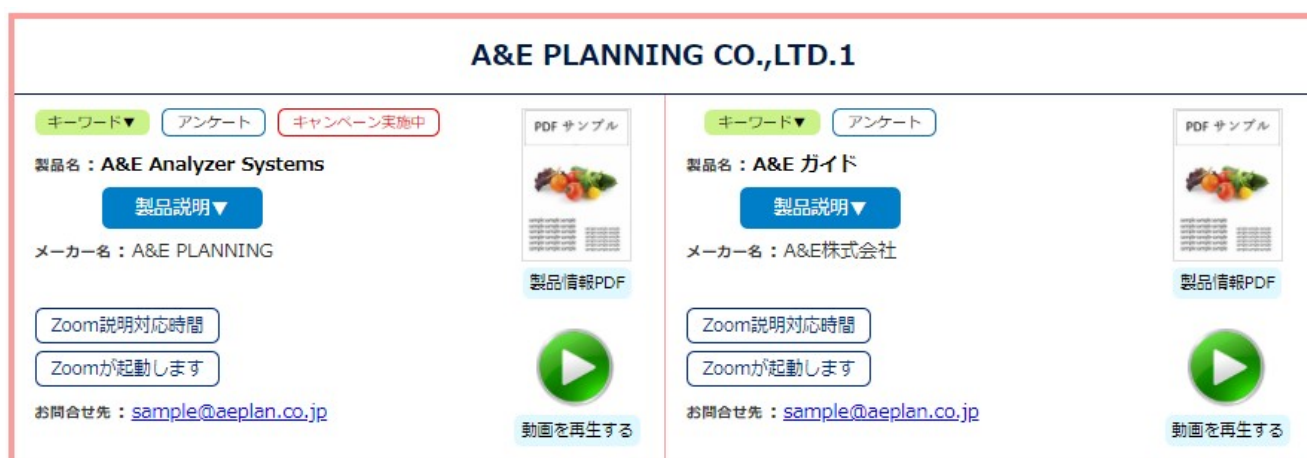 A&E PLANNING CO.,LTD.1
キーワード▼ アンケート キャンペーン実施中
製品名：A&E Analyzer Systems
製品説明▼
メーカー名：A&E PLANNING
Zoom説明対応時間
Zoomが起動します
お問合せ先：sample@aeplan.co.jp
PDF サンプル
製品情報PDF
動画を再生する
キーワード▼ アンケート
製品名：A&E ガイド
製品説明▼
メーカー名：A&E株式会社
Zoom説明対応時間
Zoomが起動します
お問合せ先：sample@aeplan.co.jp
PDF サンプル
製品情報PDF
動画を再生する